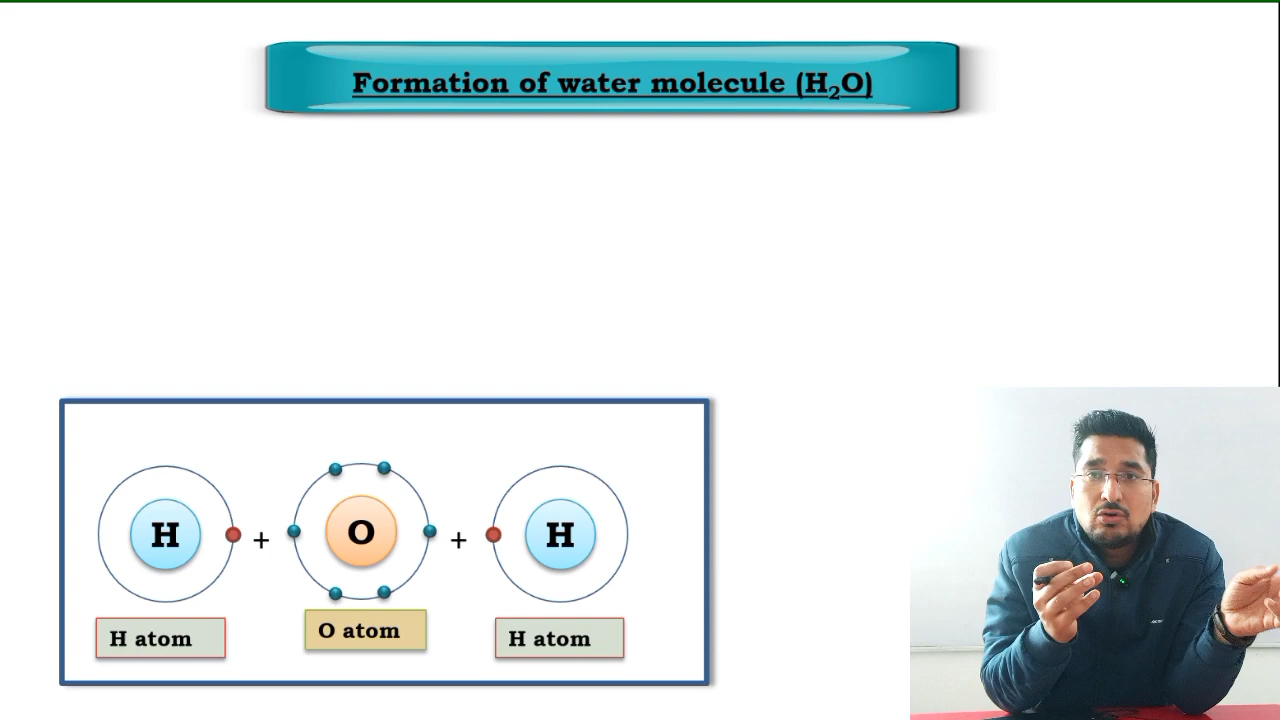 Formation of water molecule (H₂O)
H + O + H
H atom O atom H atom